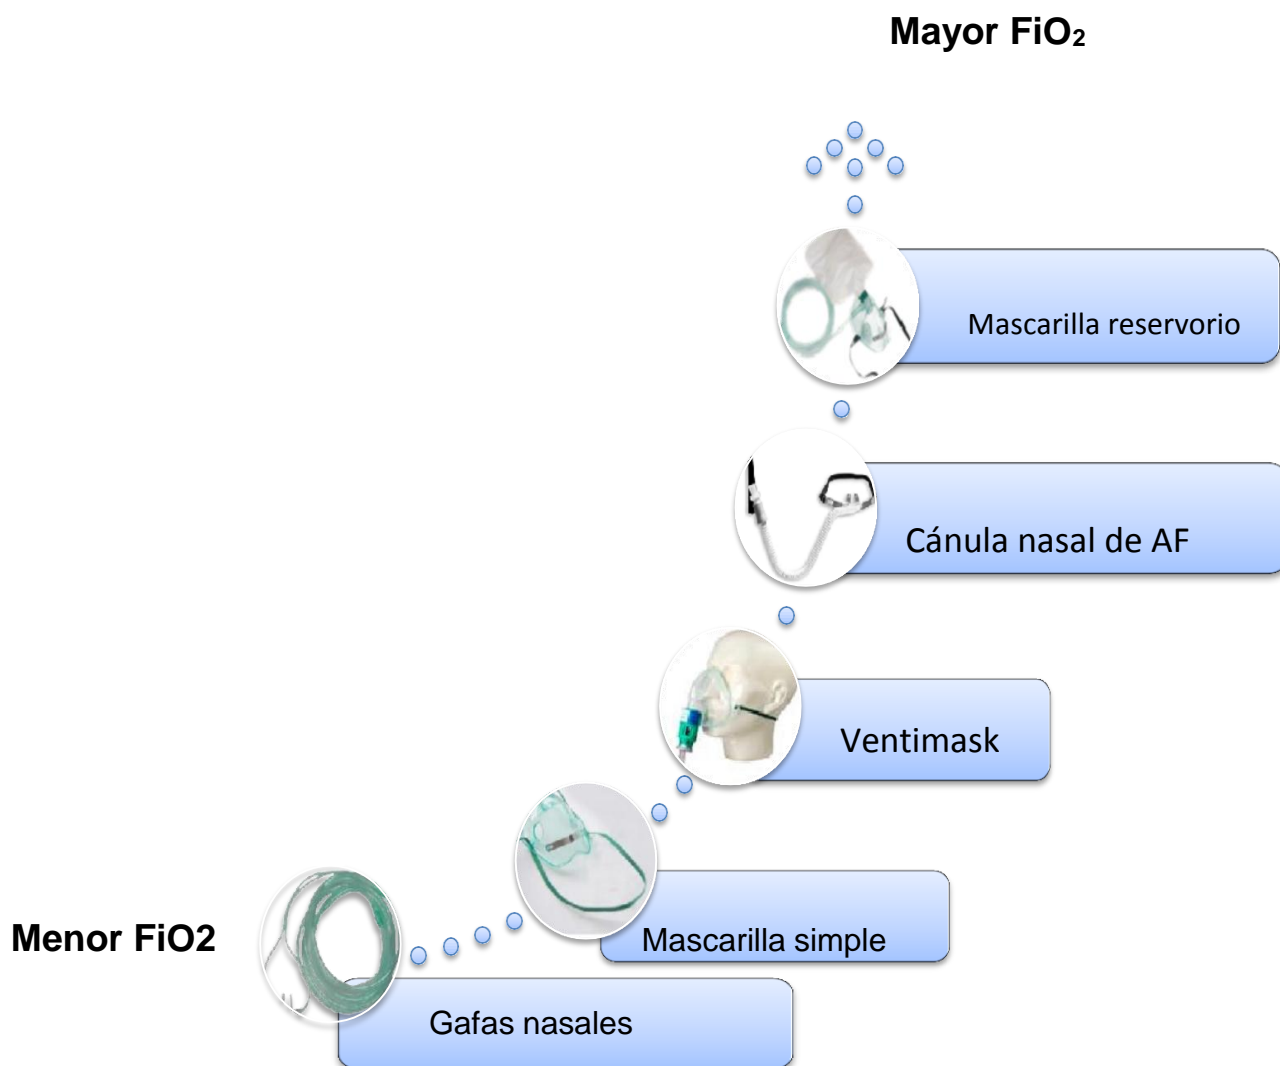 Mayor FiO₂
Mascarilla reservorio
Cánula nasal de AF
Ventimask
Mascarilla simple
Menor FiO2
Gafas nasales